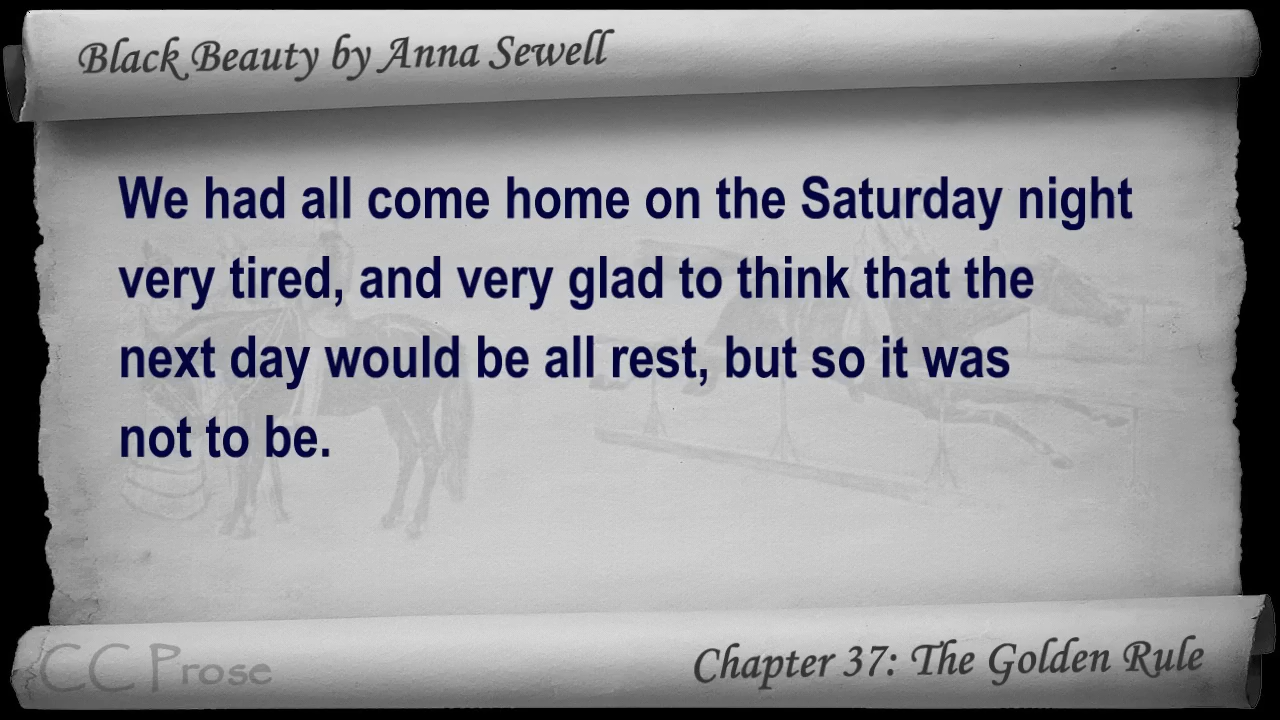 Black Beauty by Anna Sewell
We had all come home on the Saturday night
very tired, and very glad to think that the
next day would be all rest, but so it was
not to be.
CC Prose
Chapter 37: The Golden Rule